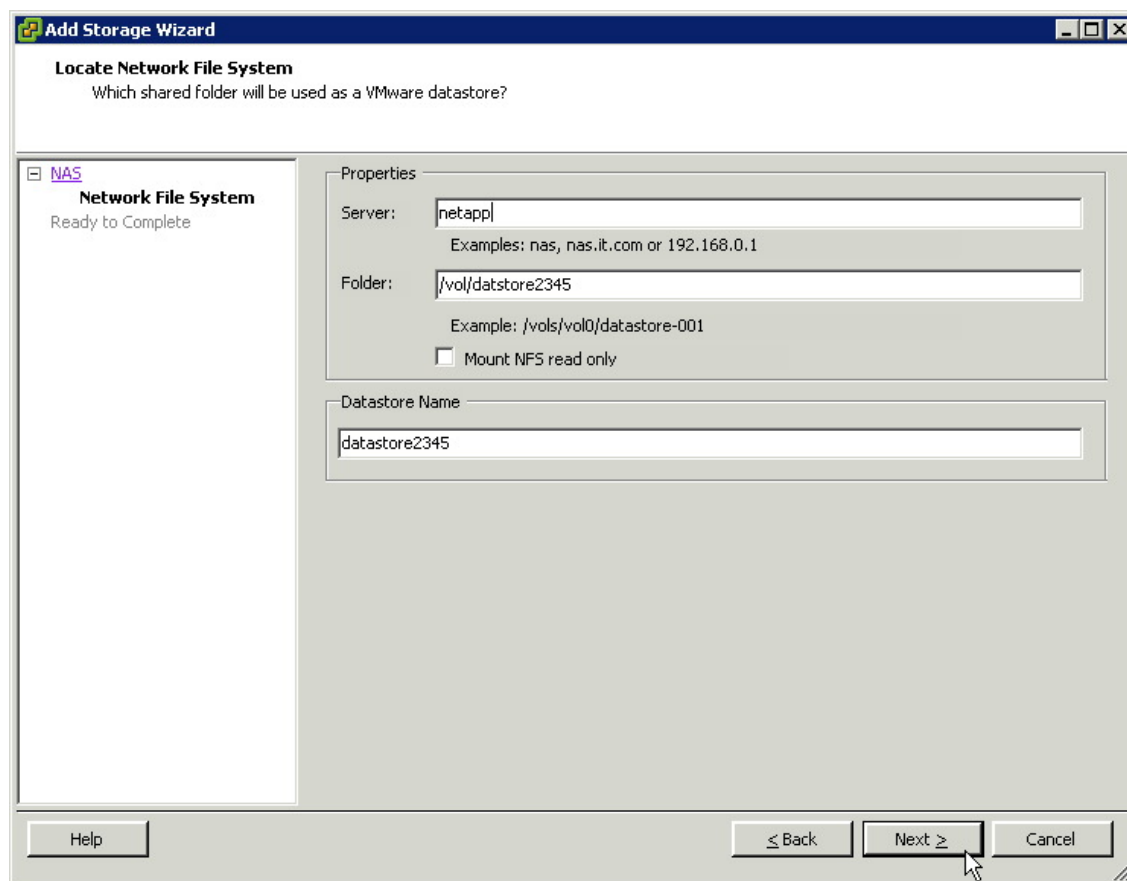 Add Storage Wizard
Locate Network File System
Which shared folder will be used as a VMware datastore?
NAS
Network File System
Ready to Complete
Properties
Server: netapp
Examples: nas, nas.it.com or 192.168.0.1
Folder: /vol/datstore2345
Example: /vols/vol0/datastore-001
Mount NFS read only
Datastore Name
datastore2345
Help
< Back
Next >
Cancel